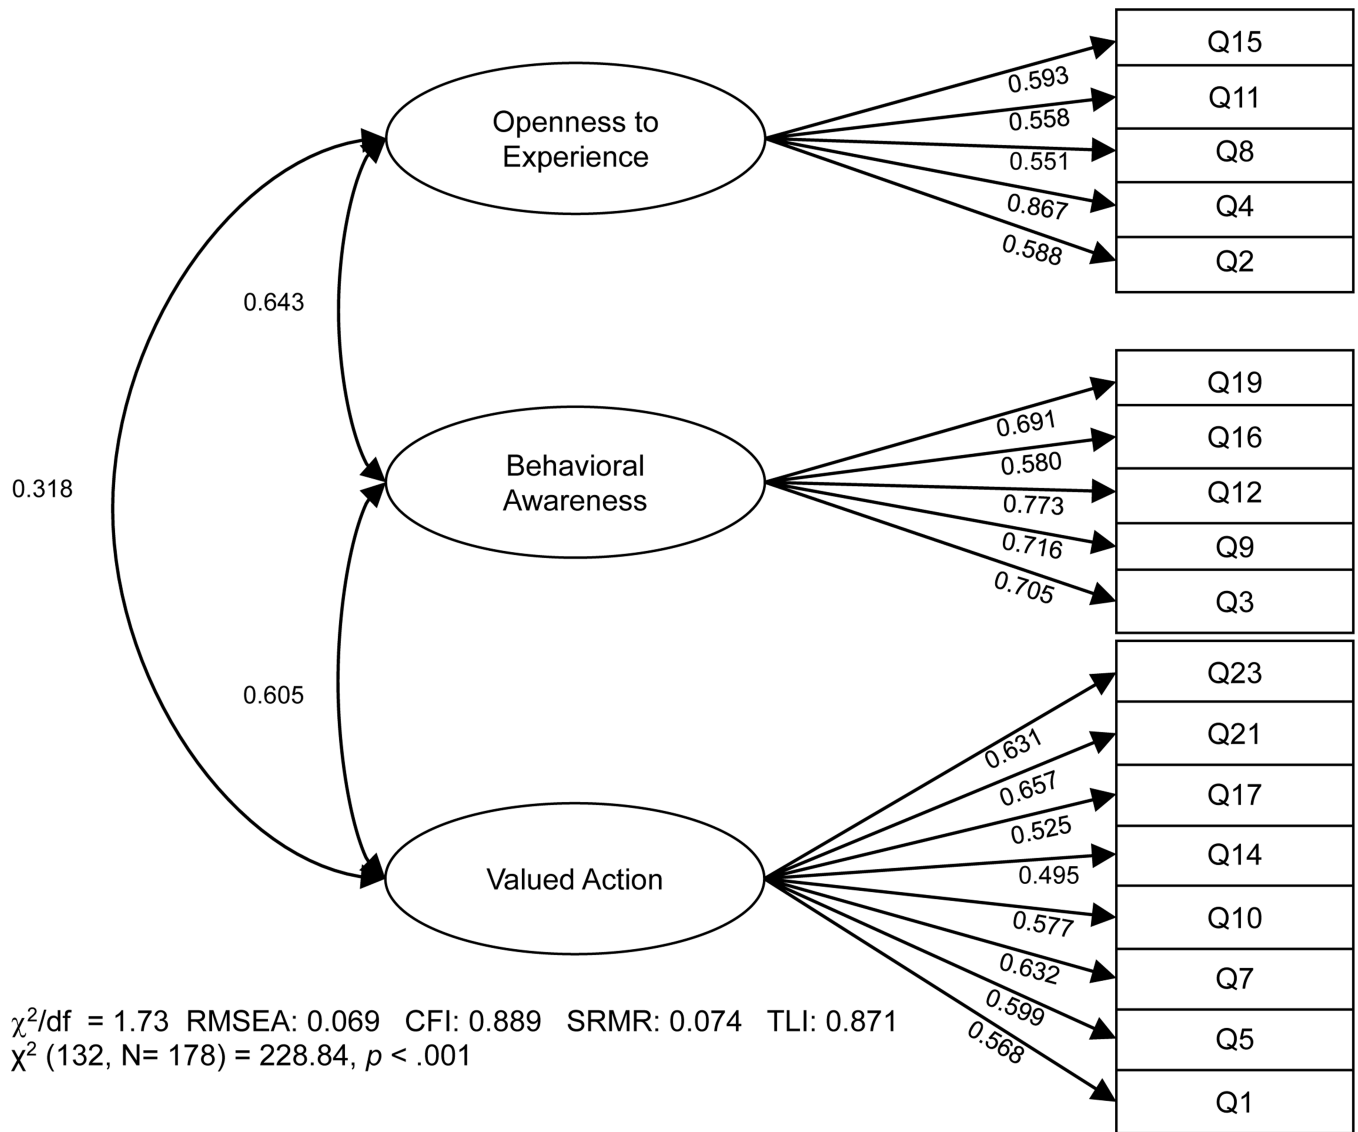 Openness to
Experience
0.593
0.558
0.551
0.867
0.588
Q15
Q11
Q8
Q4
Q2
0.643
0.318
Behavioral
Awareness
0.691
0.580
0.773
0.716
0.705
Q19
Q16
Q12
Q9
Q3
0.605
Valued Action
0.631
0.657
0.525
0.495
0.577
0.632
0.599
0.568
Q23
Q21
Q17
Q14
Q10
Q7
Q5
Q1
χ²/df = 1.73 RMSEA: 0.069 CFI: 0.889 SRMR: 0.074 TLI: 0.871
χ² (132, N= 178) = 228.84, p < .001